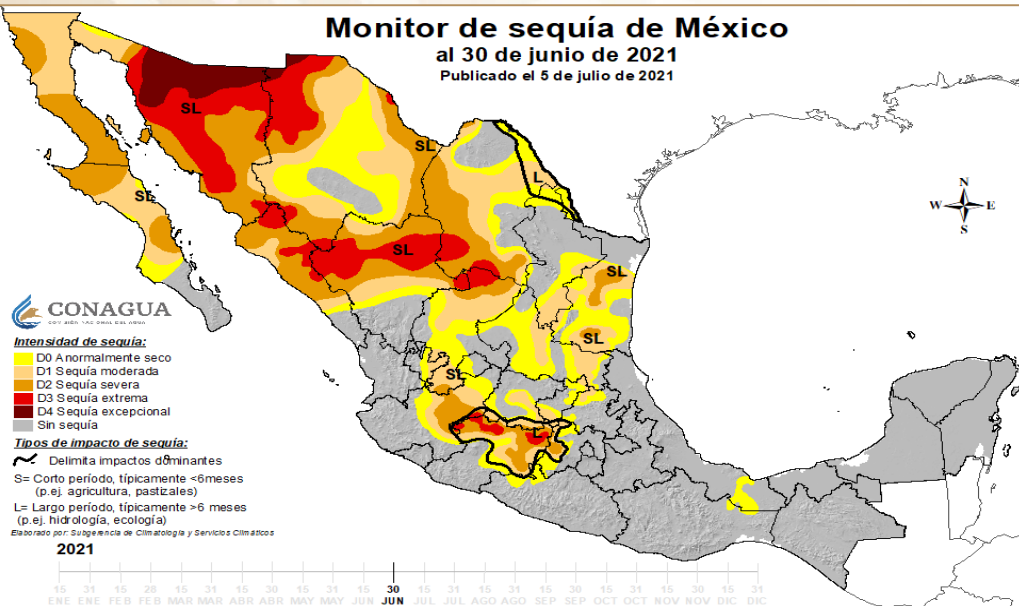 Monitor de sequía de México
al 30 de junio de 2021
Publicado el 5 de julio de 2021
SL
SL
SL
L
SL
SL
SL
SL
L
N
W E
S
CONAGUA
COMISIÓN NACIONAL DEL AGUA
Intensidad de sequía:
D0 Anormalmente seco
D1 Sequía moderada
D2 Sequía severa
D3 Sequía extrema
D4 Sequía excepcional
Sin sequía
Tipos de impacto de sequía:
Delimita impactos dominantes
S= Corto período, típicamente <6meses
(p.ej. agricultura, pastizales)
L= Largo período, típicamente >6 meses
(p.ej. hidrología, ecología)
Elaborado por: Subgerencia de Climatología y Servicios Climáticos
2021
15 31 15 28 15 31 15 30 15 31 15 30 15 31 15 31 15 30 15 31 15 30 15 31
ENE ENE FEB FEB MAR MAR ABR ABR MAY MAY JUN JUN JUL JUL AGO AGO SEP SEP OCT OCT NOV NOV DIC DIC